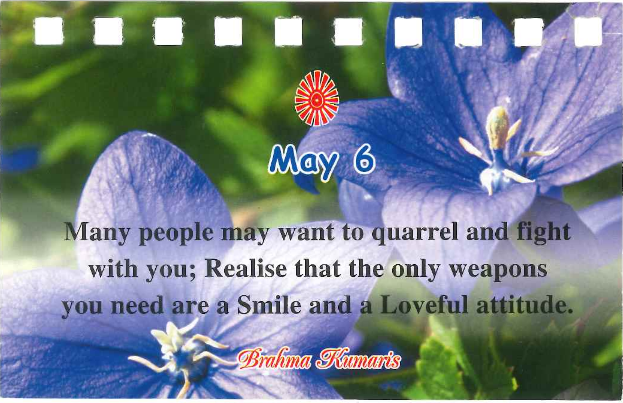 May 6
Many people may want to quarrel and fight
with you; Realise that the only weapons
you need are a Smile and a Loveful attitude.
Brahma Kumaris